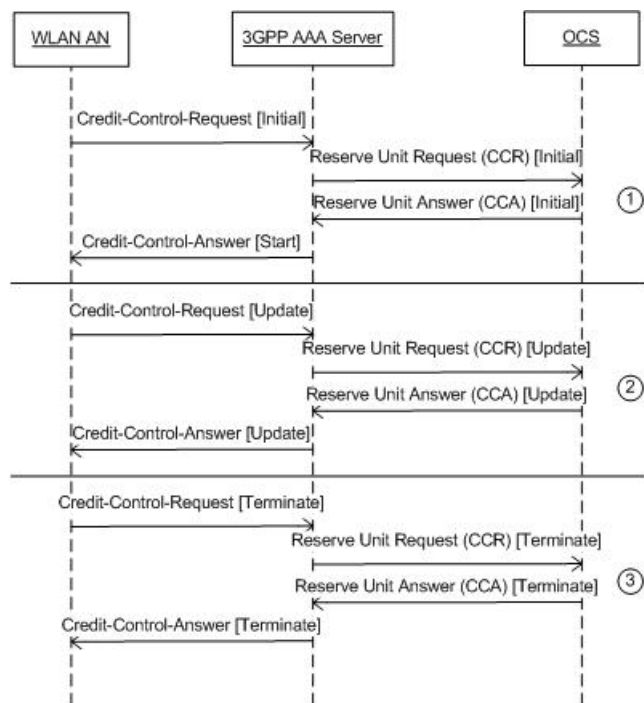 WLAN AN
3GPP AAA Server
OCS
Credit-Control-Request [Initial]
Reserve Unit Request (CCR) [Initial]
Reserve Unit Answer (CCA) [Initial]
1
Credit-Control-Answer [Start]
Credit-Control-Request [Update]
Reserve Unit Request (CCR) [Update]
2
Reserve Unit Answer (CCA) [Update]
Credit-Control-Answer [Update]
Credit-Control-Request [Terminate]
Reserve Unit Request (CCR) [Terminate]
3
Reserve Unit Answer (CCA) [Terminate]
Credit-Control-Answer [Terminate]